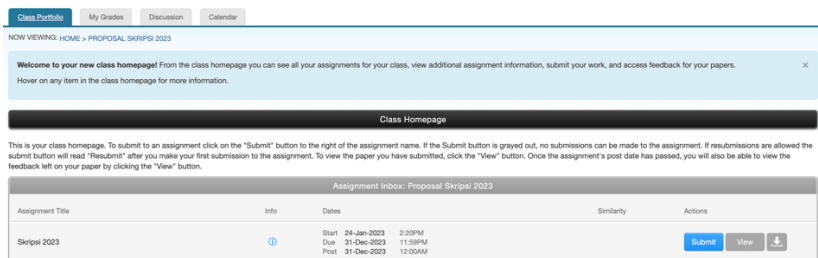 Class Portfolio My Grades Discussion Calendar
NOW VIEWING: HOME > PROPOSAL SKRIPSI 2023
Welcome to your new class homepage! From the class homepage you can see all your assignments for your class, view additional assignment information, submit your work, and access feedback for your papers. ×
Hover on any item in the class homepage for more information.
Class Homepage
This is your class homepage. To submit to an assignment click on the "Submit" button to the right of the assignment name. If the Submit button is grayed out, no submissions can be made to the assignment. If resubmissions are allowed the
submit button will read "Resubmit" after you make your first submission to the assignment. To view the paper you have submitted, click the "View" button. Once the assignment's post date has passed, you will also be able to view the
feedback left on your paper by clicking the "View" button.
Assignment Inbox: Proposal Skripsi 2023
Assignment Title Info Dates Similarity Actions
Start 24-Jan-2023 2:20PM
Skripsi 2023 Due 31-Dec-2023 11:59PM Submit View
Post 31-Dec-2023 12:00AM